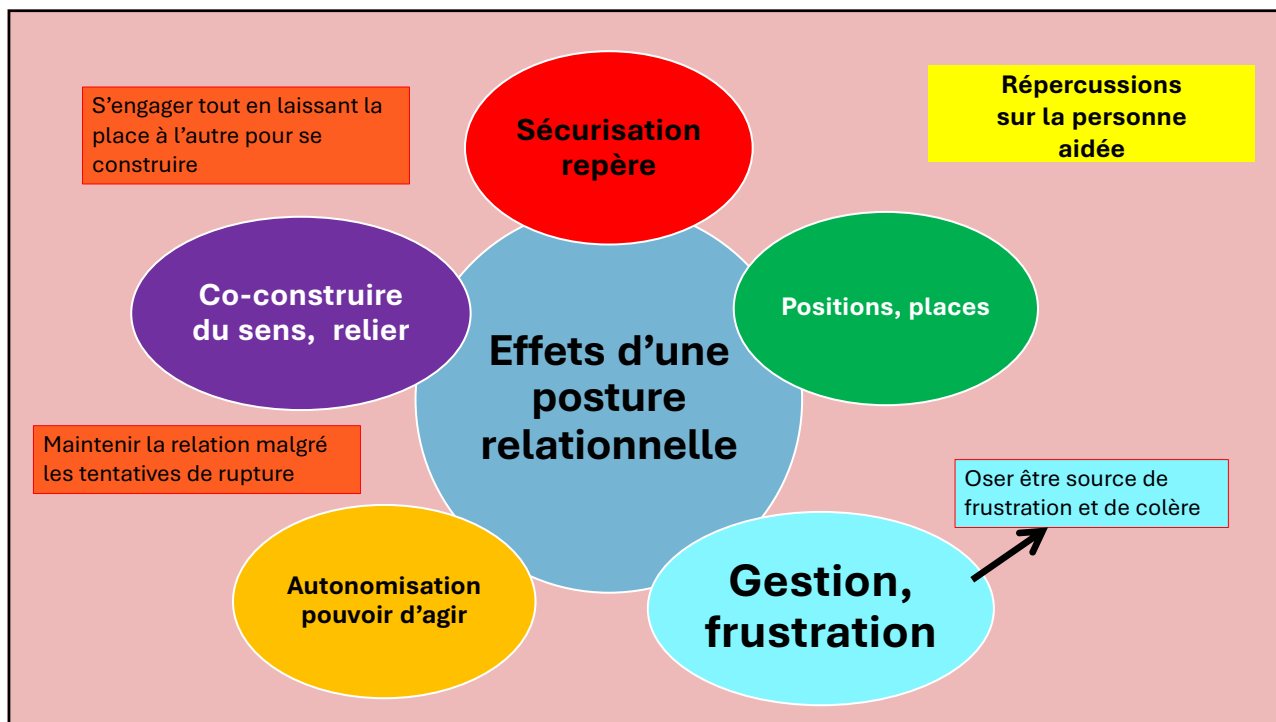 S'engager tout en laissant la
place à l'autre pour se
construire
Sécurisation
repère
Répercussions
sur la personne
aidée
Co-construire
du sens,  relier
Positions, places
Effets d'une
posture
relationnelle
Maintenir la relation malgré
les tentatives de rupture
Oser être source de
frustration et de colère
Autonomisation
pouvoir d'agir
Gestion,
frustration